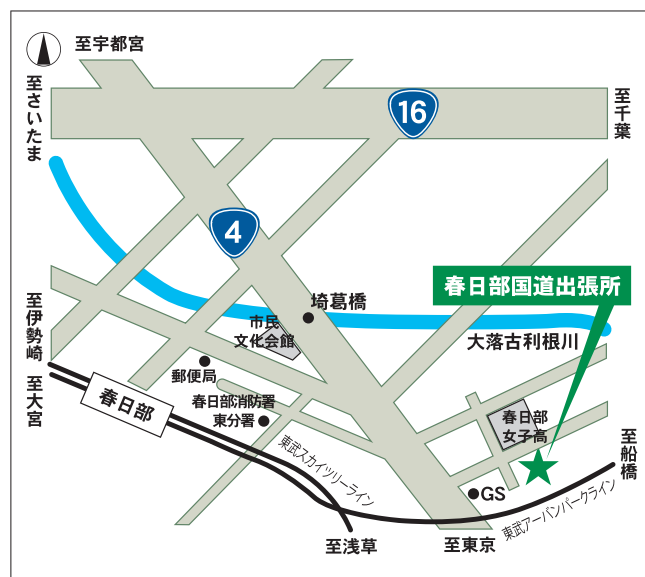 至宇都宮
至さいたま
16
至千葉
4
春日部国道出張所
埼葛橋
市民
文化会館
大落古利根川
至伊勢崎
至大宮
郵便局
春日部
春日部消防署
東分署
春日部
女子高
至船橋
東武スカイツリーライン
GS
東武アーバンパークライン
至浅草
至東京